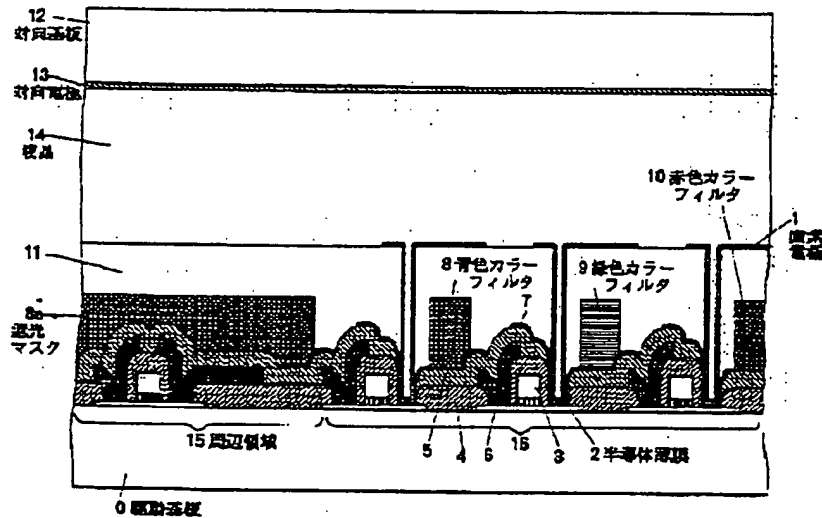 12
対向基板
13
対向電極
14
液晶
10 赤色カラー
フィルタ
1
画素
電極
11
8 青色カラー
フィルタ
7
9 緑色カラー
フィルタ
8a
遮光
マスク
15 周辺領域
16
5
4
6
3
2 半導体薄膜
0 駆動基板